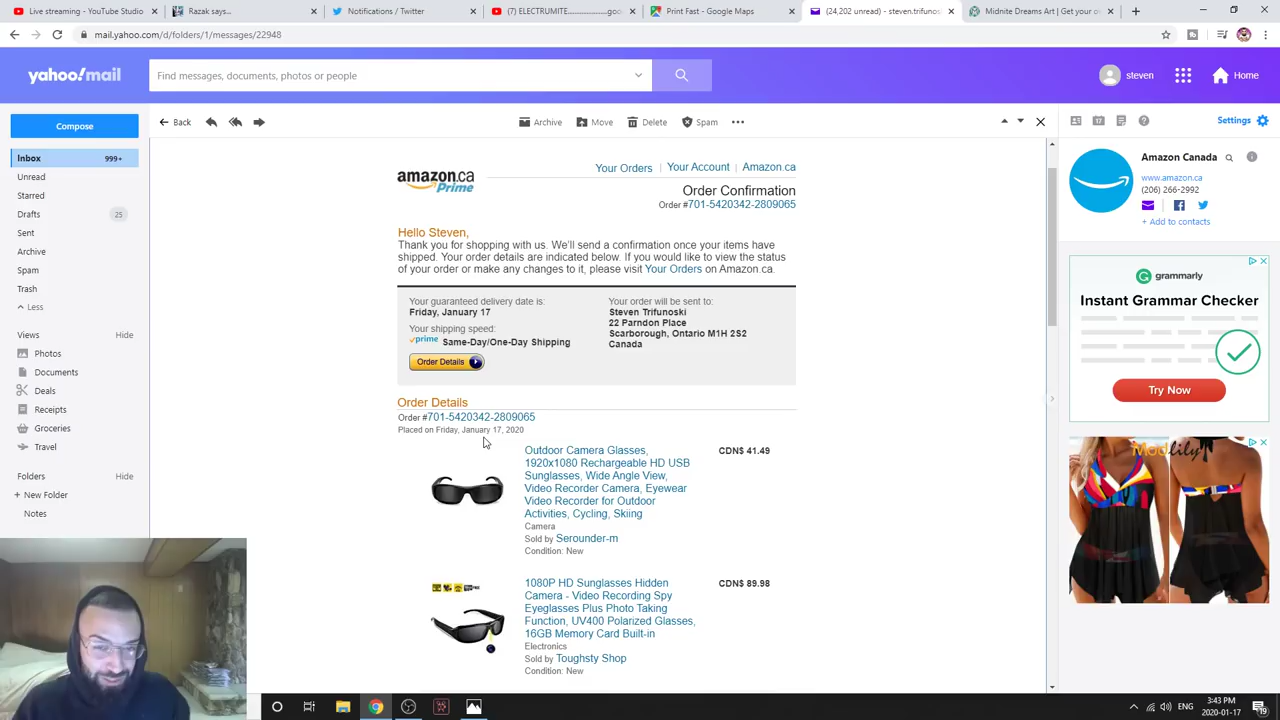 Live streaming - YouTube Studio
Razak says...
Notifications / Twitter
(7) ELECTRUMITE...................god
Print Fast - Google Maps
(24,202 unread) - steven.trifunos
Midnite Dreams Art | Get your o
mail.yahoo.com/d/folders/1/messages/22948
yahoo!mail
Find messages, documents, photos or people
steven
Home
Compose
Back
Archive
Move
Delete
Spam
Settings
Inbox 999+
Unread
Starred
Drafts 25
Sent
Archive
Spam
Trash
Less
Views Hide
Photos
Documents
Deals
Receipts
Groceries
Travel
Folders Hide
+ New Folder
Notes
amazon.ca
Prime
Your Orders | Your Account | Amazon.ca
Order Confirmation
Order #701-5420342-2809065
Hello Steven,
Thank you for shopping with us. We'll send a confirmation once your items have
shipped. Your order details are indicated below. If you would like to view the status
of your order or make any changes to it, please visit Your Orders on Amazon.ca.
Your guaranteed delivery date is:
Friday, January 17
Your shipping speed:
prime Same-Day/One-Day Shipping
Order Details
Your order will be sent to:
Steven Trifunoski
22 Parndon Place
Scarborough, Ontario M1H 2S2
Canada
Order Details
Order #701-5420342-2809065
Placed on Friday, January 17, 2020
Outdoor Camera Glasses,
1920x1080 Rechargeable HD USB
Sunglasses, Wide Angle View,
Video Recorder Camera, Eyewear
Video Recorder for Outdoor
Activities, Cycling, Skiing
Camera
Sold by Serounder-m
Condition: New
CDN$ 41.49
1080P HD Sunglasses Hidden
Camera - Video Recording Spy
Eyeglasses Plus Photo Taking
Function, UV400 Polarized Glasses,
16GB Memory Card Built-in
Electronics
Sold by Toughsty Shop
Condition: New
CDN$ 89.98
Amazon Canada
www.amazon.ca
(206) 266-2992
+ Add to contacts
grammarly
Instant Grammar Checker
Try Now
Modlily
ENG
3:43 PM
2020-01-17
19